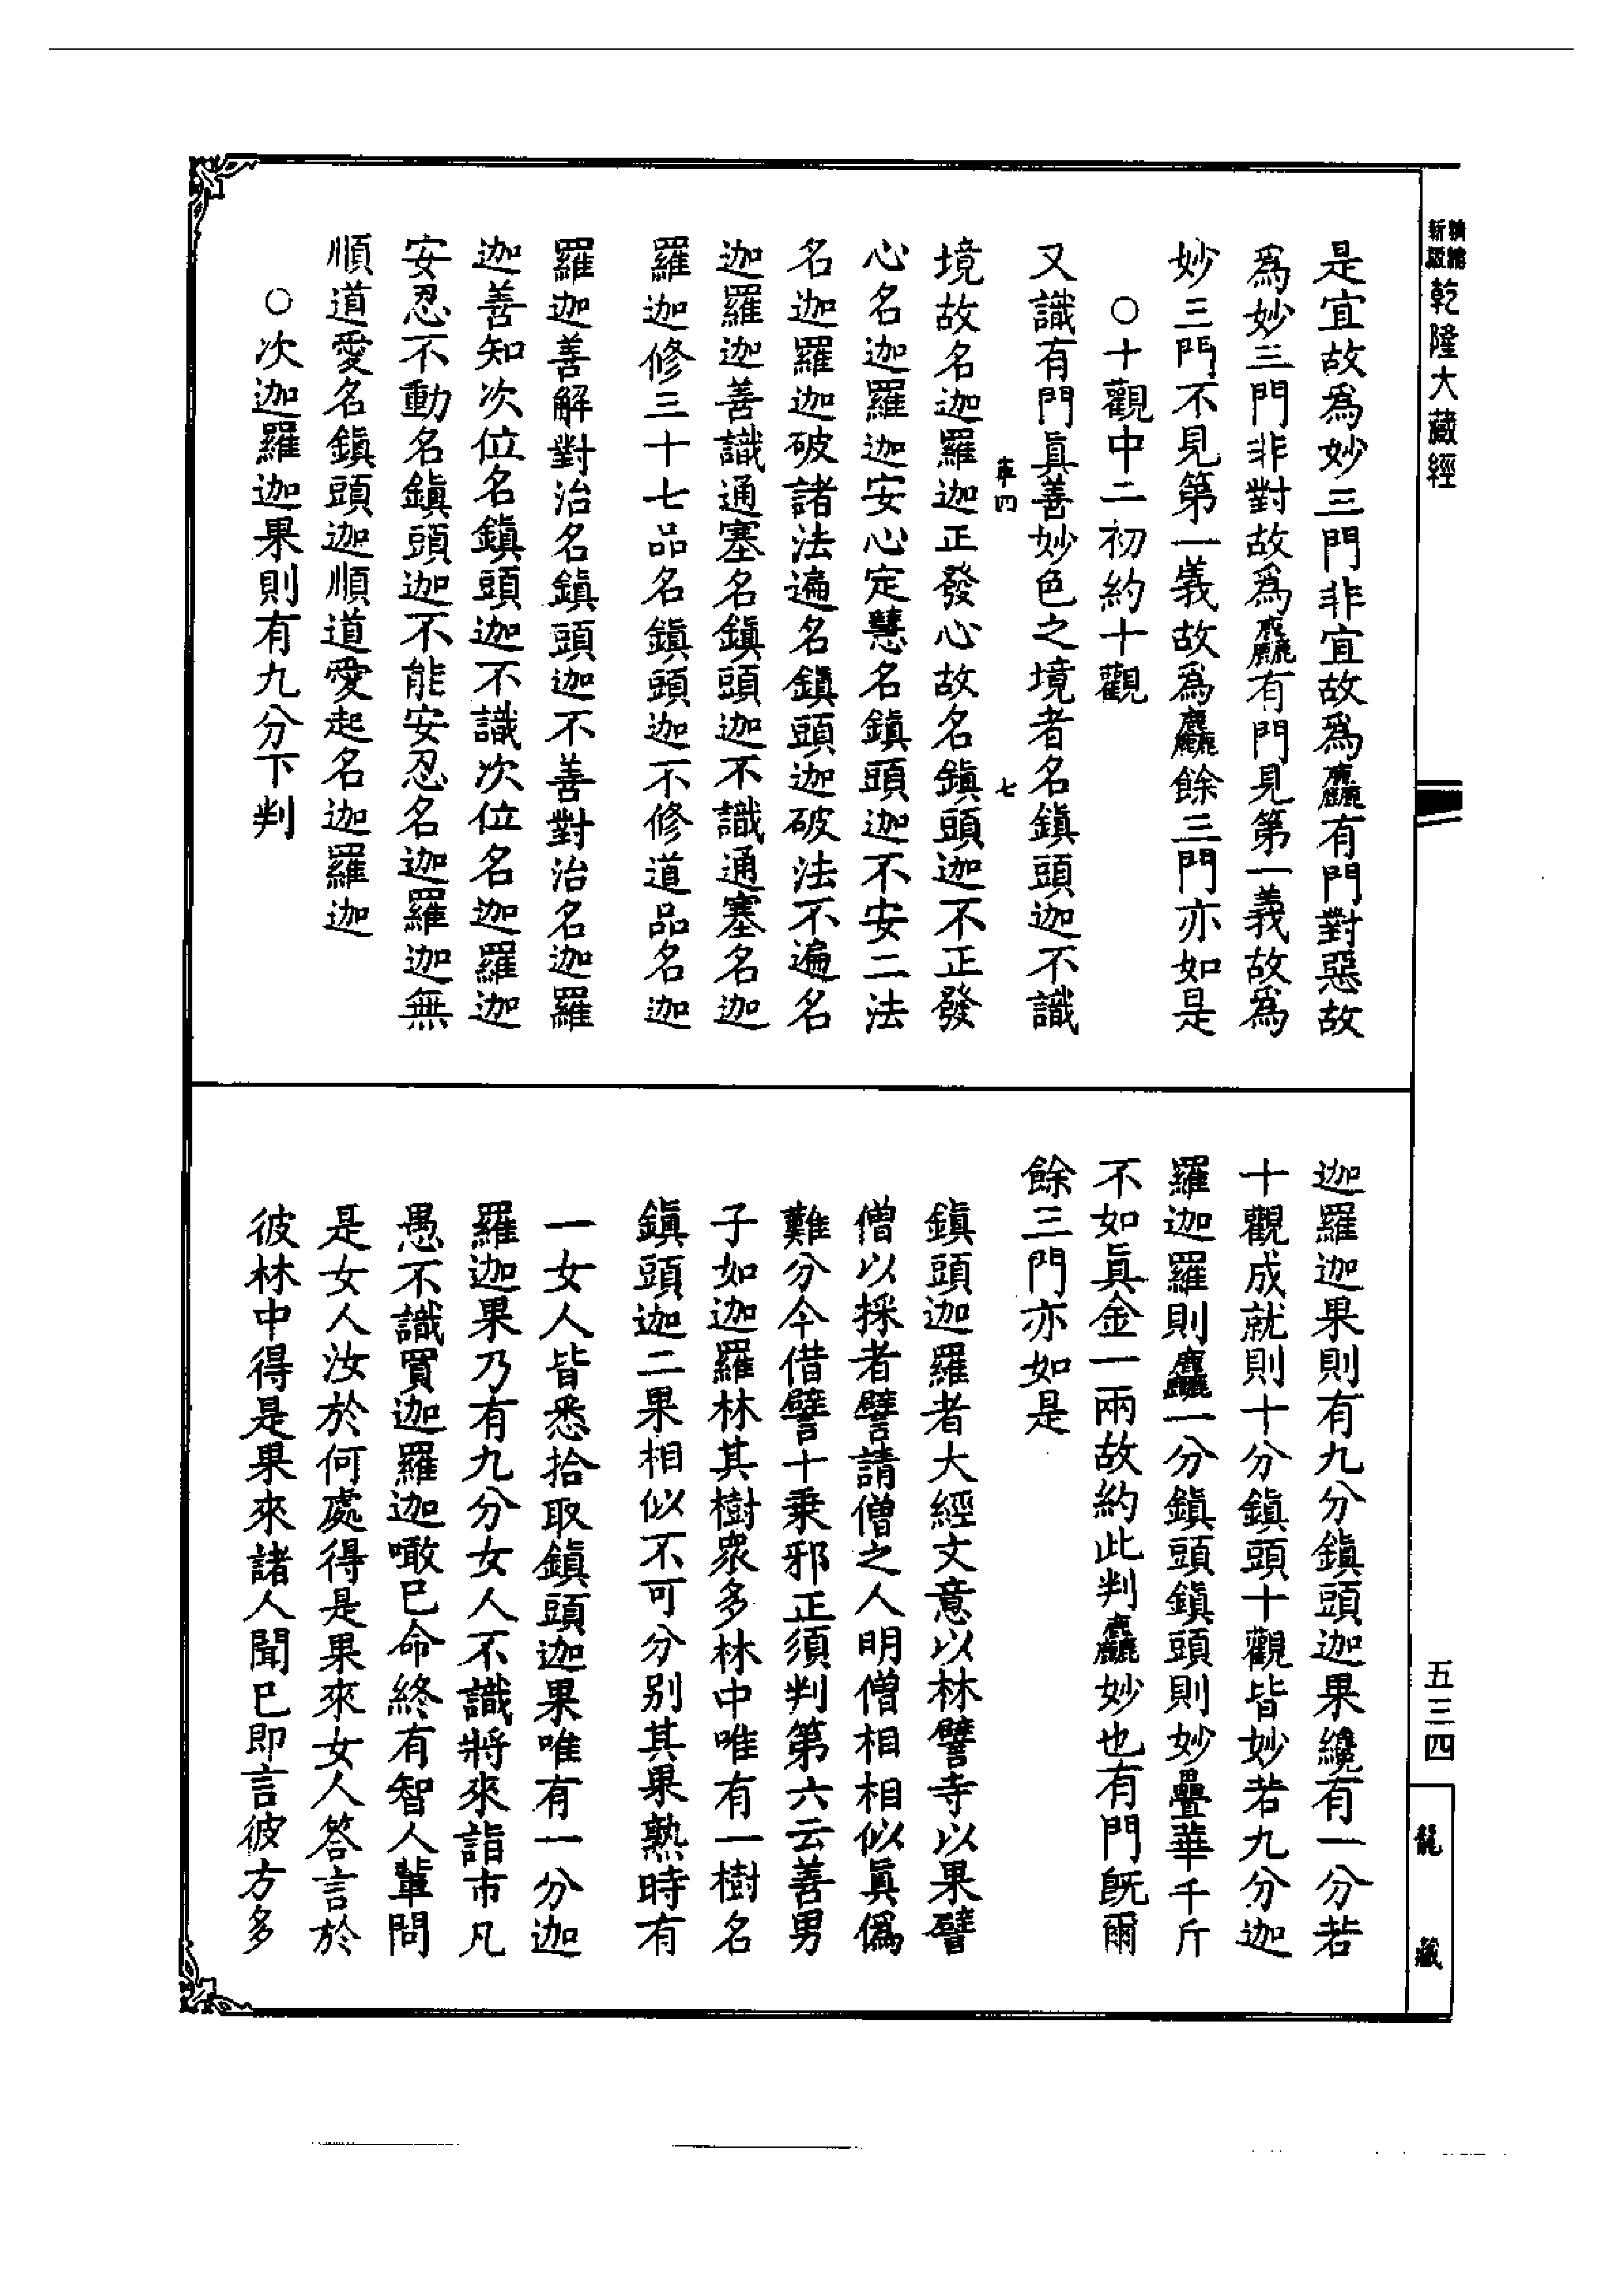 新編縮版乾隆大藏經
是宜故爲妙三門非宜故爲麤有門對惡故
爲妙三門非對故爲麤有門見第一義故爲
妙三門不見第一義故爲麤餘三門亦如是
○十觀中二初約十觀
又識有門眞善妙色之境者名鎭頭迦不識
四
七
境故名迦羅迦正發心故名鎭頭迦不正發
心名迦羅迦安心定慧名鎭頭迦不安二法
名迦羅迦破諸法遍名鎭頭迦破法不遍名
迦羅迦善識通塞名鎭頭迦不識通塞名迦
羅迦修三十七品名鎭頭迦不修道品名迦
羅迦善解對治名鎭頭迦不善對治名迦羅
迦善知次位名鎭頭迦不識次位名迦羅迦
安忍不動名鎭頭迦不能安忍名迦羅迦無
順道愛名鎭頭迦順道愛起名迦羅迦
○次迦羅迦果則有九分下判
迦羅迦果則有九分鎭頭迦果纔有一分若
十觀成就則十分鎭頭十觀皆妙若九分迦
羅迦羅則麤一分鎭頭鎭頭則妙疊華千斤
不如眞金一兩故約此判麤妙也有門旣爾
餘三門亦如是
鎭頭迦羅者大經文意以林譬寺以果譬
僧以採者譬請僧之人明僧相相似眞僞
難分今借譬十乗邪正須判第六云善男
子如迦羅林其樹衆多林中唯有一樹名
鎭頭迦二果相似不可分别其果熟時有
一女人皆悉拾取鎭頭迦果唯有一分迦
羅迦果乃有九分女人不識將來詣市凡
愚不識買迦羅迦噉已命終有智人輩問
是女人汝於何處得是果來女人答言於
彼林中得是果來諸人聞已即言彼方多
五三四
龍藏